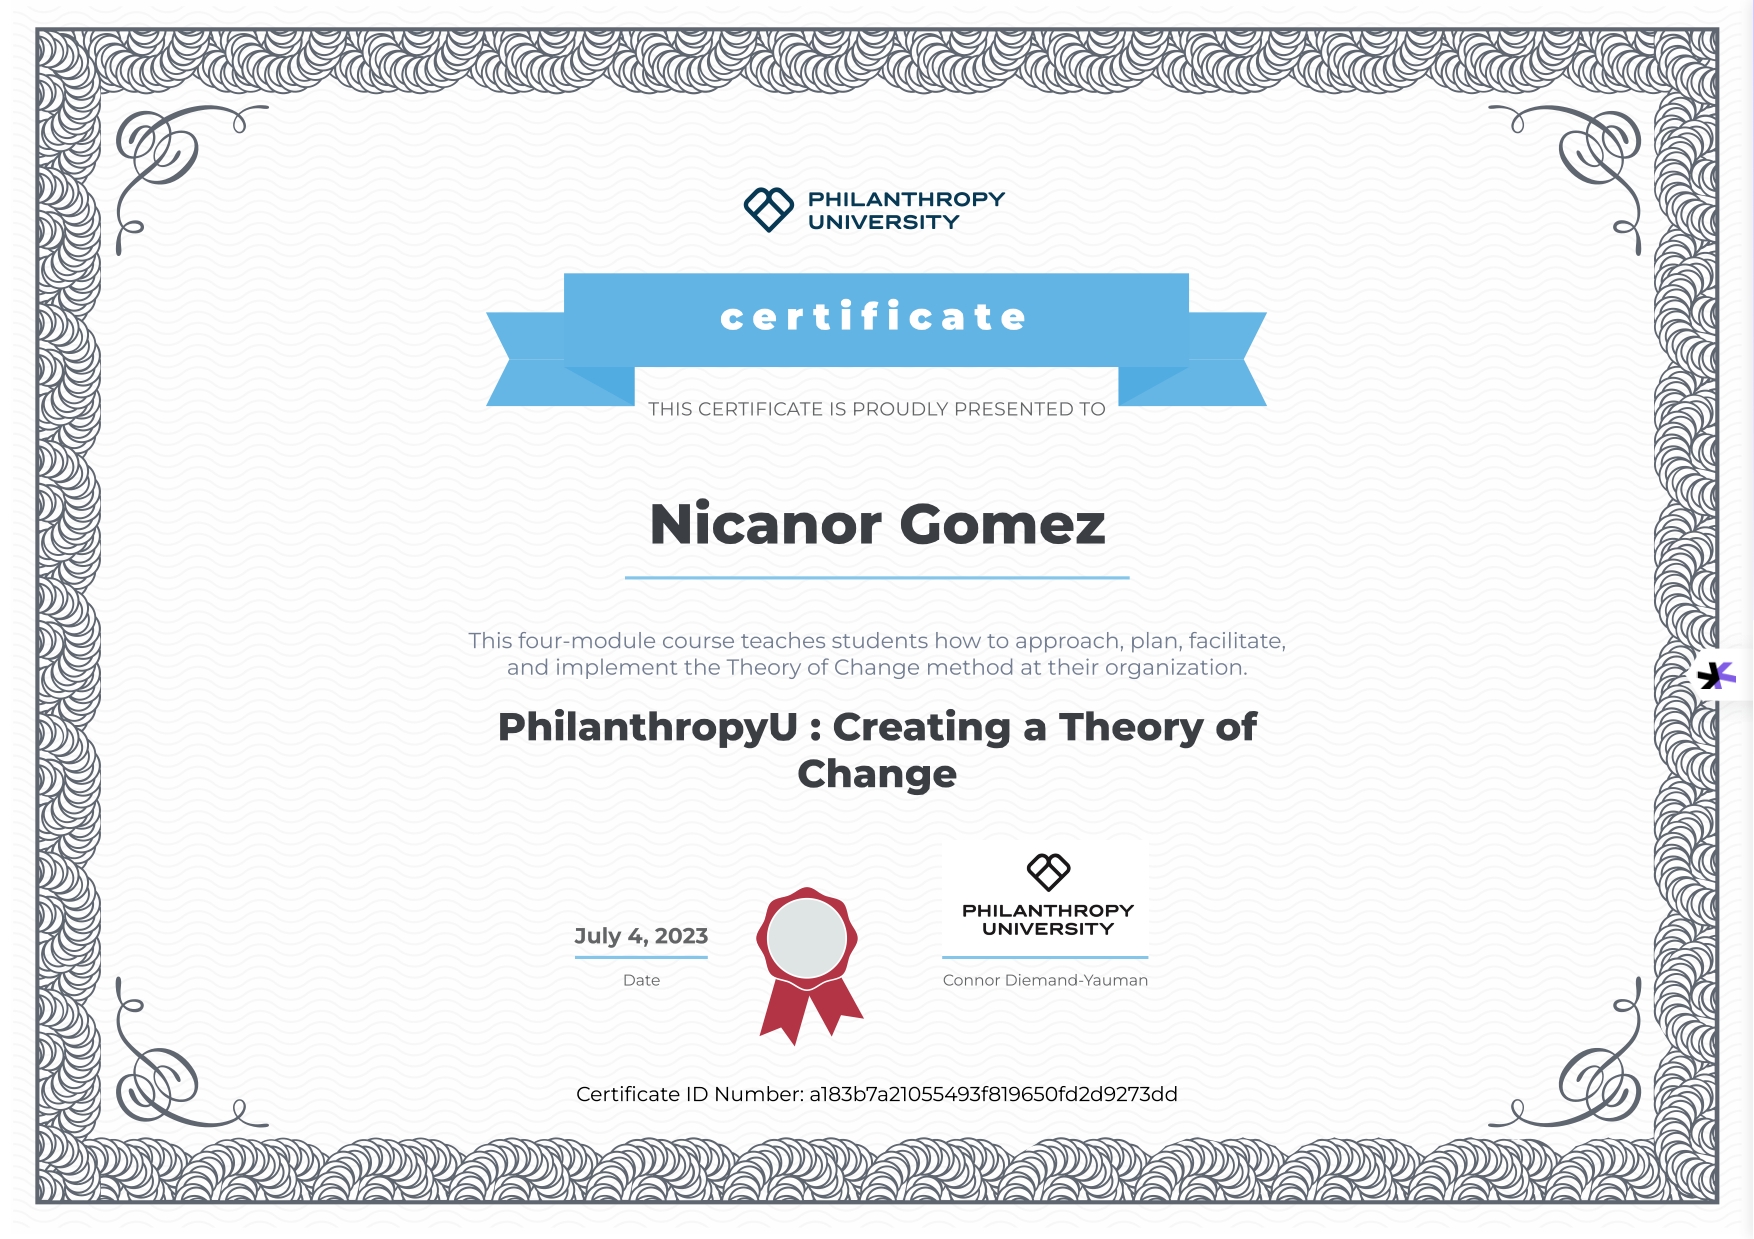 PHILANTHROPY
UNIVERSITY
certificate
THIS CERTIFICATE IS PROUDLY PRESENTED TO
Nicanor Gomez
This four-module course teaches students how to approach, plan, facilitate,
and implement the Theory of Change method at their organization.
PhilanthropyU : Creating a Theory of
Change
PHILANTHROPY
UNIVERSITY
July 4, 2023
Date
Connor Diemand-Yauman
Certificate ID Number: a183b7a21055493f819650fd2d9273dd